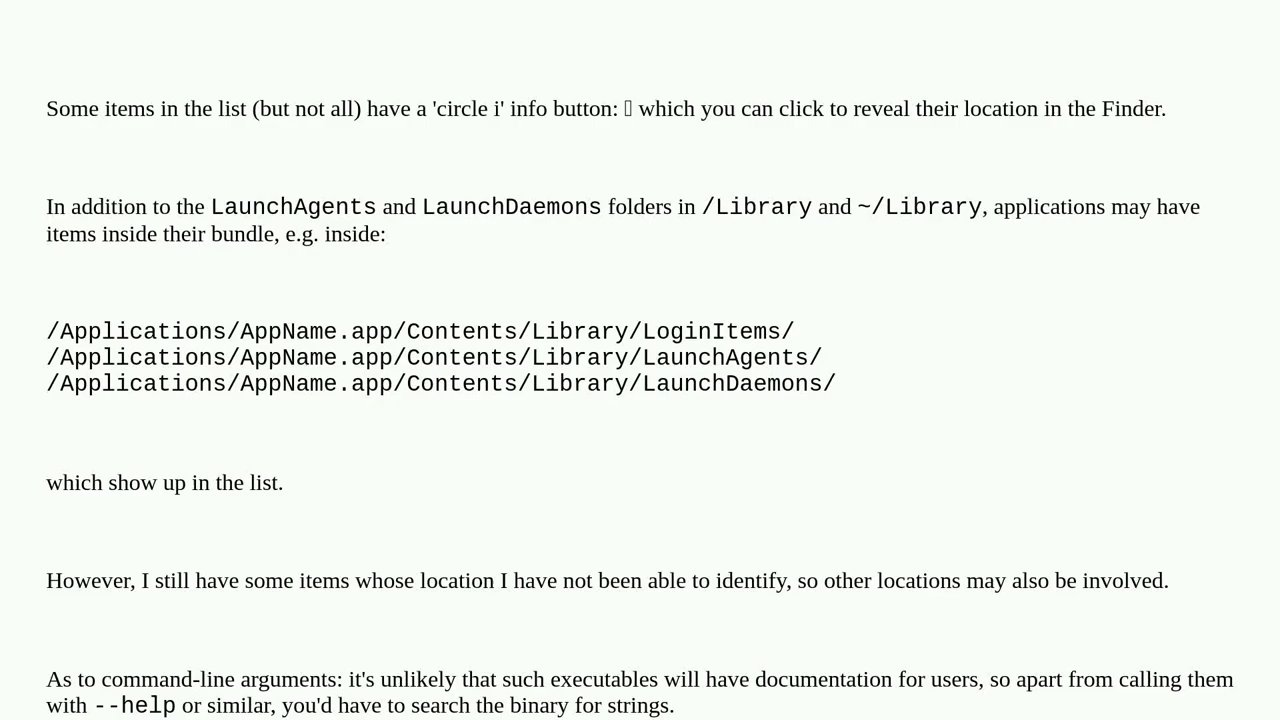 Some items in the list (but not all) have a 'circle i' info button: which you can click to reveal their location in the Finder.
In addition to the LaunchAgents and LaunchDaemons folders in /Library and ~/Library, applications may have
items inside their bundle, e.g. inside:
/Applications/AppName.app/Contents/Library/LoginItems/
/Applications/AppName.app/Contents/Library/LaunchAgents/
/Applications/AppName.app/Contents/Library/LaunchDaemons/
which show up in the list.
However, I still have some items whose location I have not been able to identify, so other locations may also be involved.
As to command-line arguments: it's unlikely that such executables will have documentation for users, so apart from calling them
with --help or similar, you'd have to search the binary for strings.